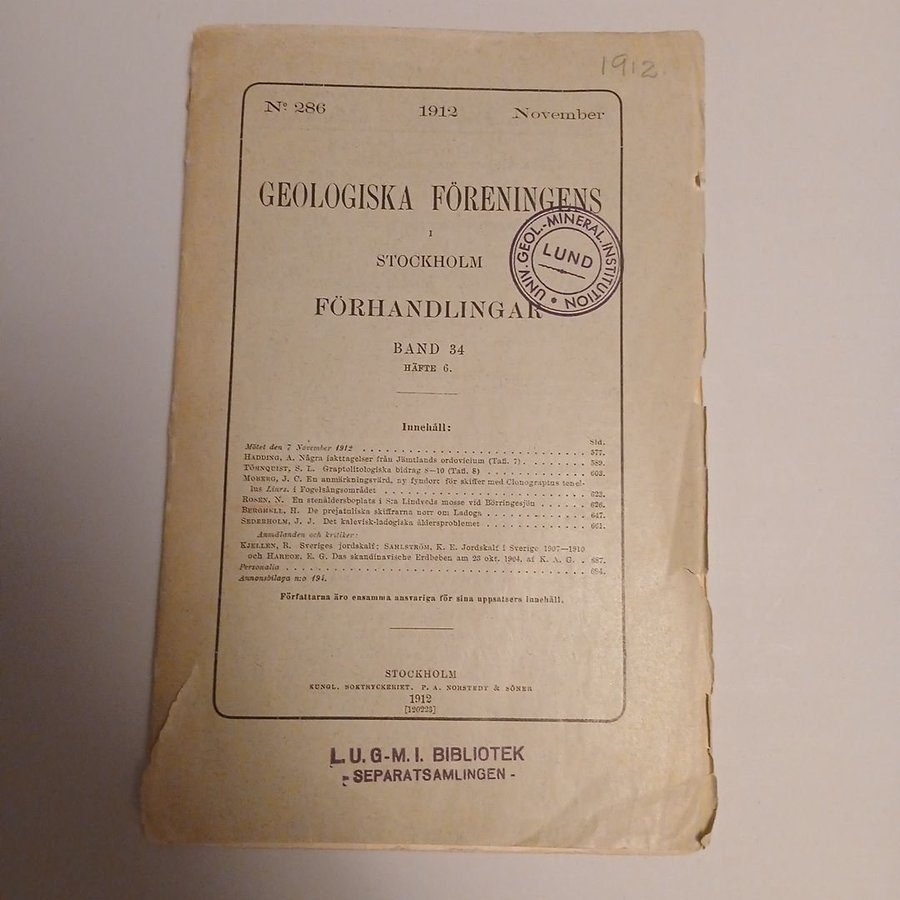 1912
Nº 286 1912 November
GEOLOGISKA FÖRENINGENS
I
STOCKHOLM
FÖRHANDLINGAR
UNIV. GEOL.-MINERAL. INSTITUTION
LUND
BAND 34
HÄFTE 6.
Innehåll:
Sid.
Mötet den 7 November 1912 577.
HADDING, A. Några iakttagelser från Jämtlands ordovicium (Tafl. 7) 589.
TÖRNQUIST, S. L. Graptolitologiska bidrag 8—10 (Tafl. 8) 603.
MOBERG, J. C. En anmärkningsvärd, ny fyndort för skiffer med Clonograptus tenel-
lus Linrs. i Fogelsångsområdet 623.
ROSÉN, N. En stenåldersboplats i S:a Lindveds mosse vid Börringesjön 626.
BERGHELL, H. De prejatuliska skiffrarna norr om Ladoga 647.
SEDERHOLM, J. J. Det kalevisk-ladogiska åldersproblemet 661.
Anmälanden och kritiker:
KJELLÉN, R. Sveriges jordskalf; SAHLSTRÖM, K. E. Jordskalf i Sverige 1907—1910
och HARBOE, E. G. Das skandinavische Erdbeben am 23 okt. 1904, af K. A. G. 687.
Personalia 694.
Annonsbilaga n:o 194.
Författarna äro ensamma ansvariga för sina uppsatsers innehåll.
STOCKHOLM
KUNGL. BOKTRYCKERIET. P. A. NORSTEDT & SÖNER
1912
[120223]
L.U.G-M.I. BIBLIOTEK
- SEPARATSAMLINGEN -